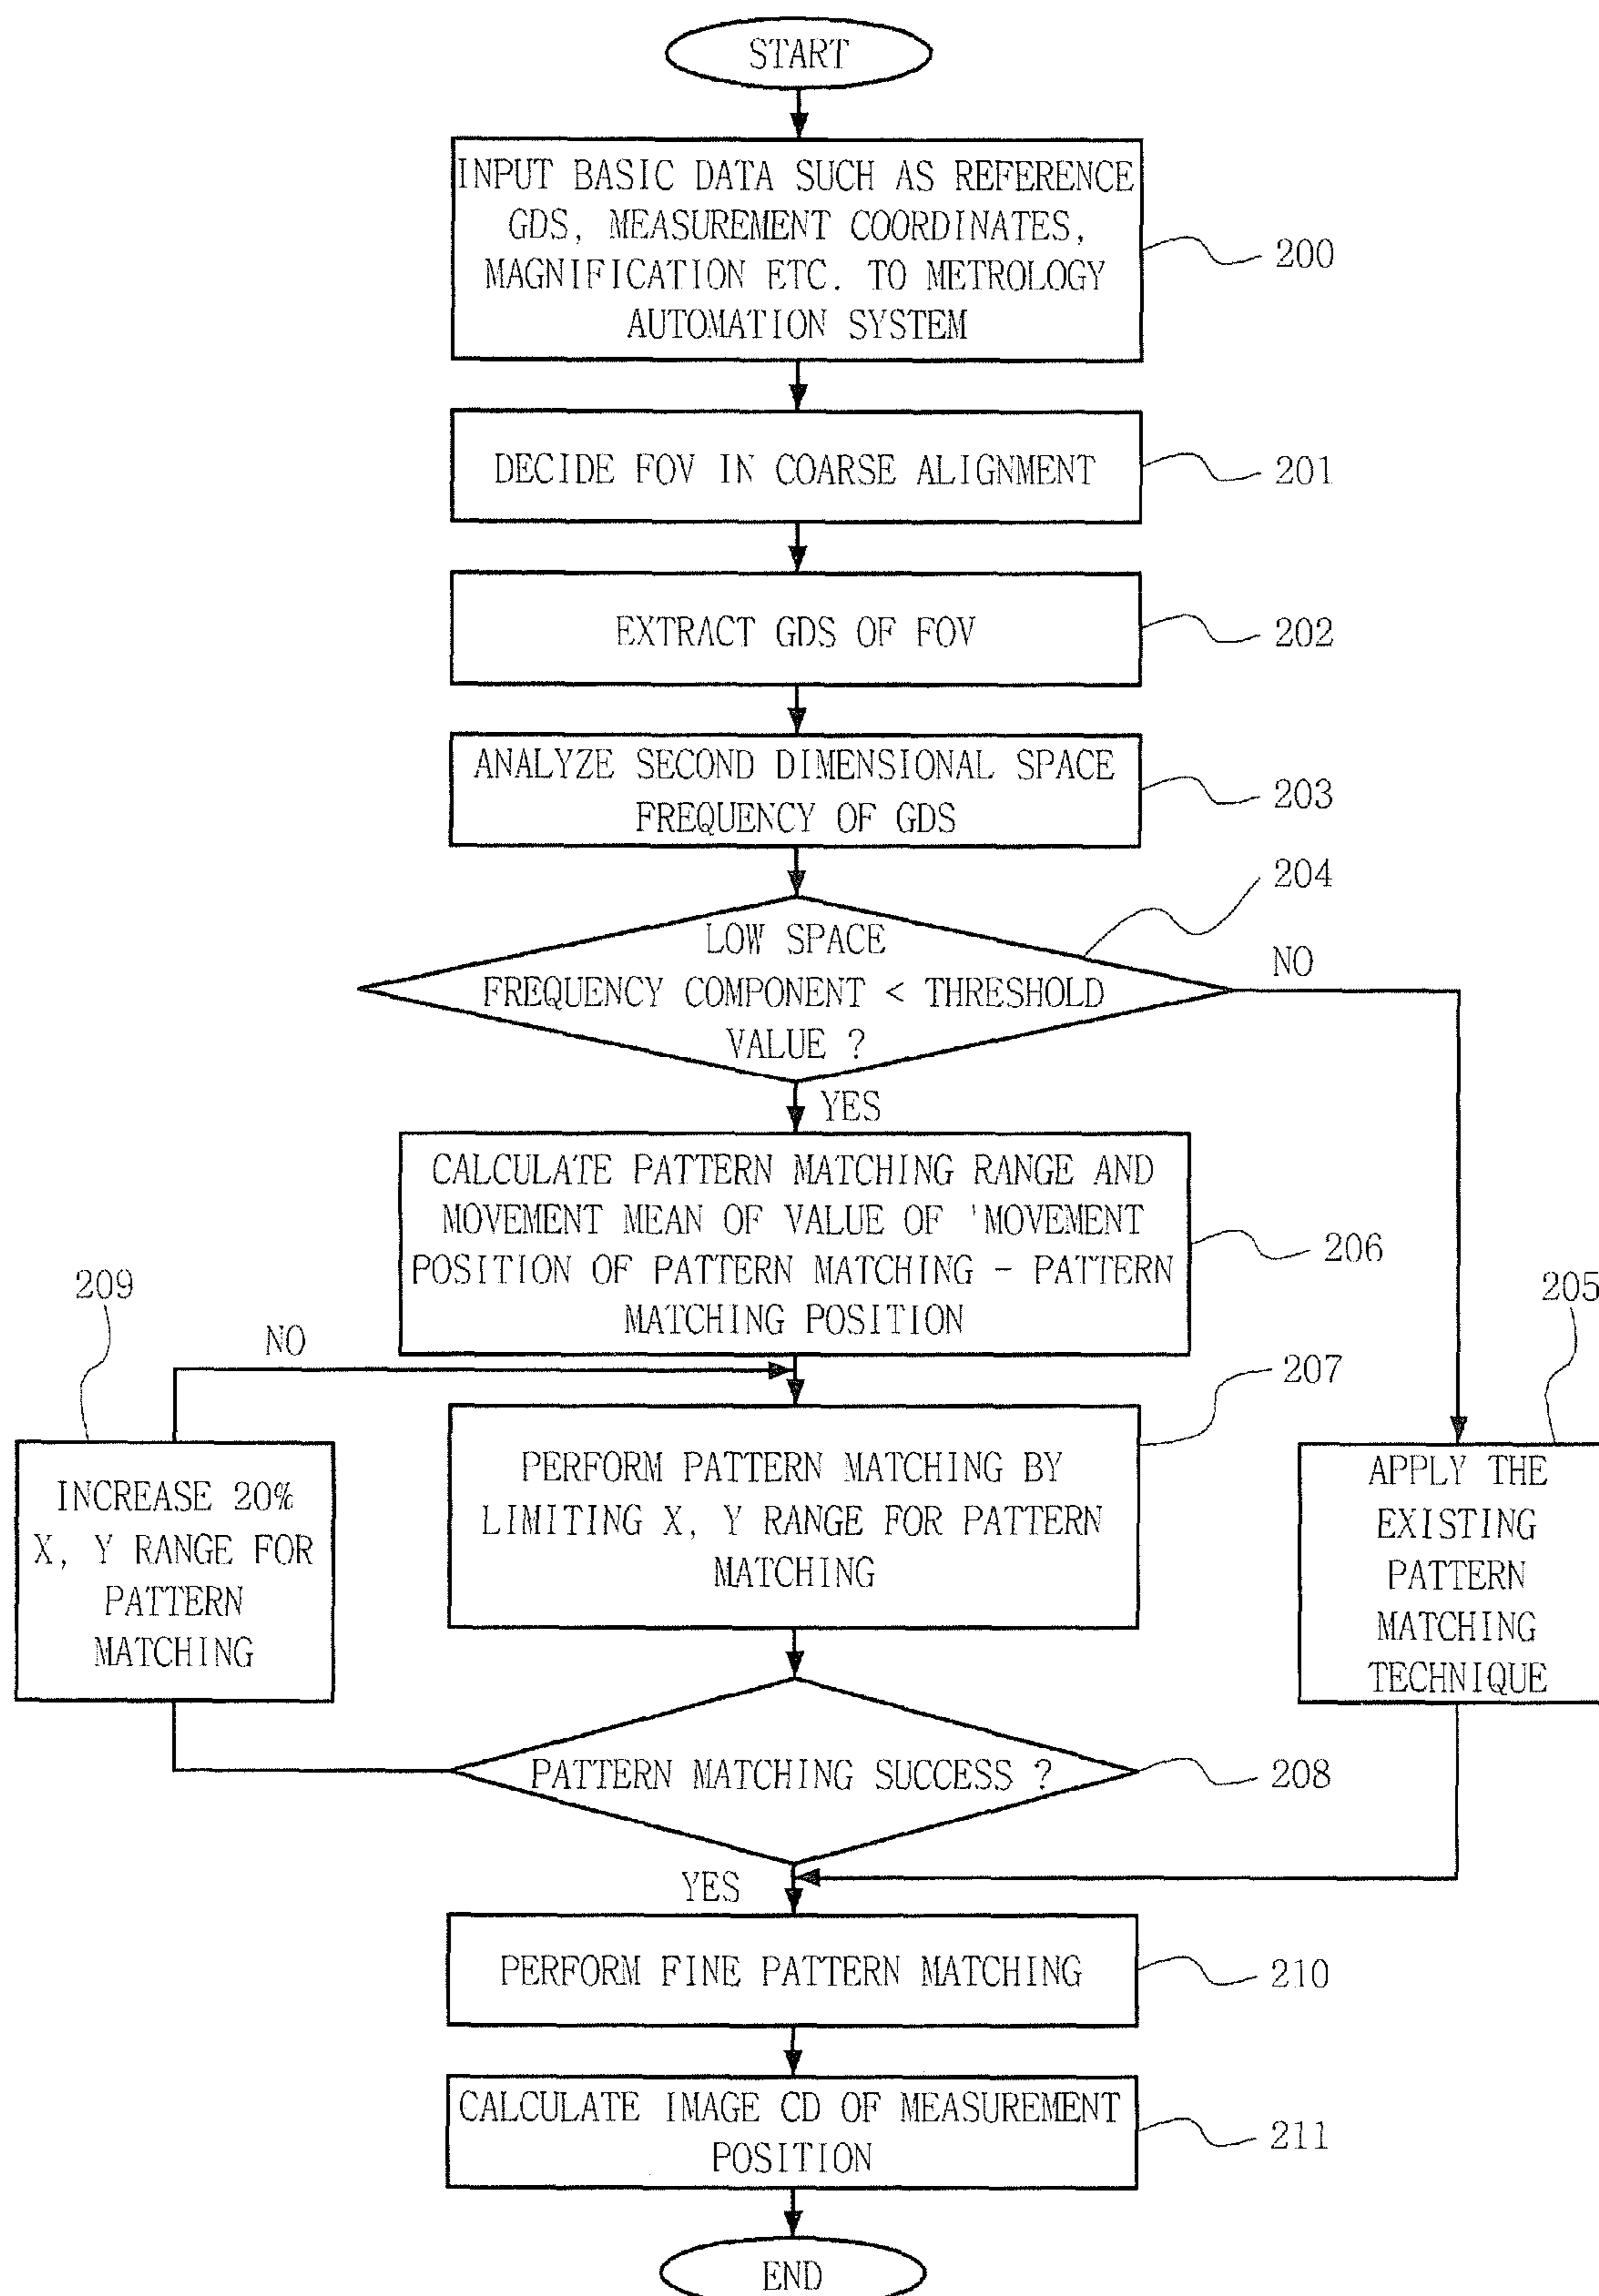 START
INPUT BASIC DATA SUCH AS REFERENCE
GDS, MEASUREMENT COORDINATES,
MAGNIFICATION ETC. TO METROLOGY
AUTOMATION SYSTEM
200
DECIDE FOV IN COARSE ALIGNMENT
201
EXTRACT GDS OF FOV
202
ANALYZE SECOND DIMENSIONAL SPACE
FREQUENCY OF GDS
203
204
LOW SPACE
FREQUENCY COMPONENT < THRESHOLD
VALUE ?
NO
YES
CALCULATE PATTERN MATCHING RANGE AND
MOVEMENT MEAN OF VALUE OF 'MOVEMENT
POSITION OF PATTERN MATCHING - PATTERN
MATCHING POSITION
206
205
APPLY THE
EXISTING
PATTERN
MATCHING
TECHNIQUE
209
NO
INCREASE 20%
X, Y RANGE FOR
PATTERN
MATCHING
207
PERFORM PATTERN MATCHING BY
LIMITING X, Y RANGE FOR PATTERN
MATCHING
PATTERN MATCHING SUCCESS ?
208
YES
PERFORM FINE PATTERN MATCHING
210
CALCULATE IMAGE CD OF MEASUREMENT
POSITION
211
END